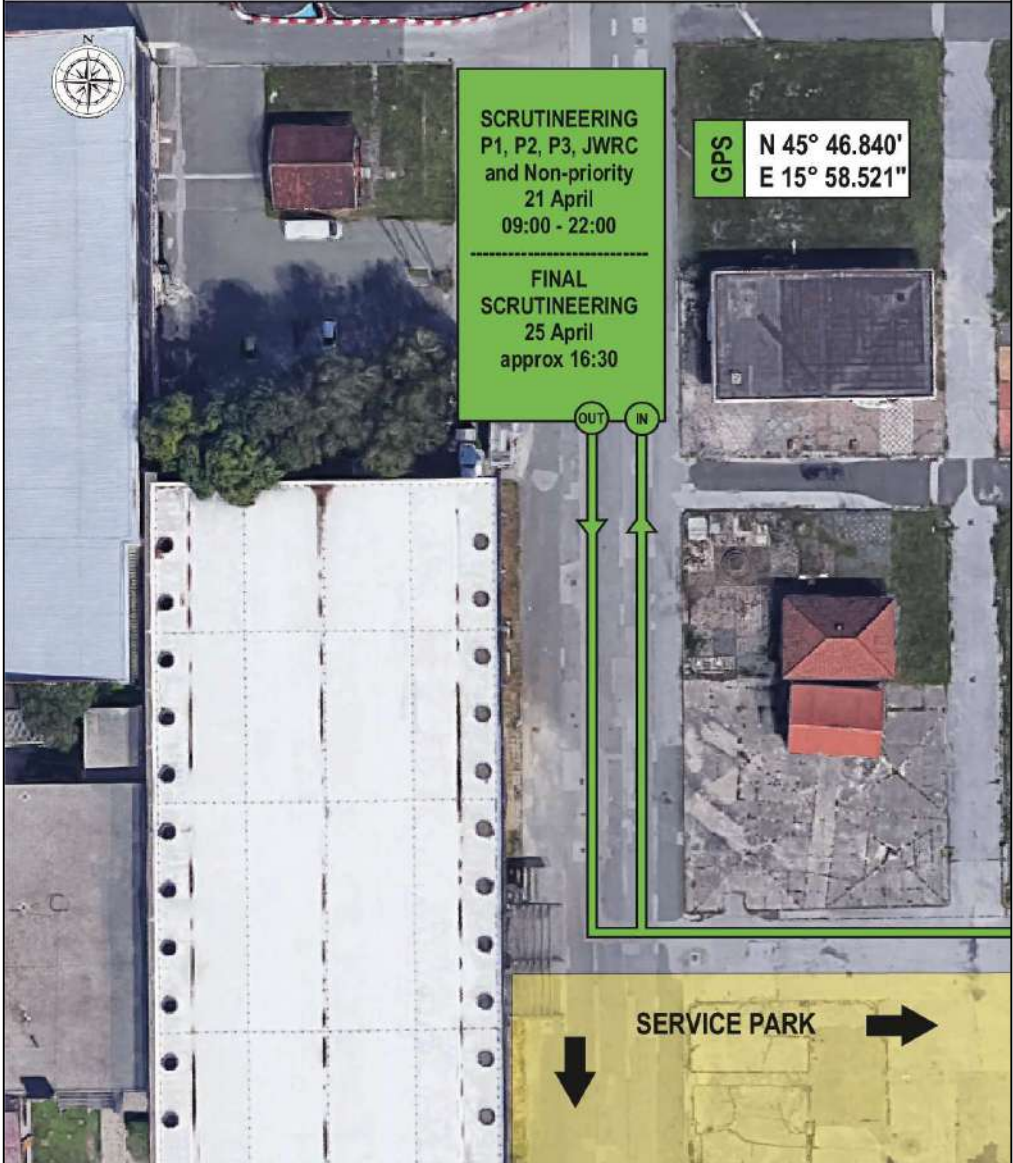 N
SCRUTINEERING
P1, P2, P3, JWRC
and Non-priority
21 April
09:00 - 22:00
FINAL
SCRUTINEERING
25 April
approx 16:30
OUT
IN
GPS
N 45° 46.840'
E 15° 58.521"
SERVICE PARK